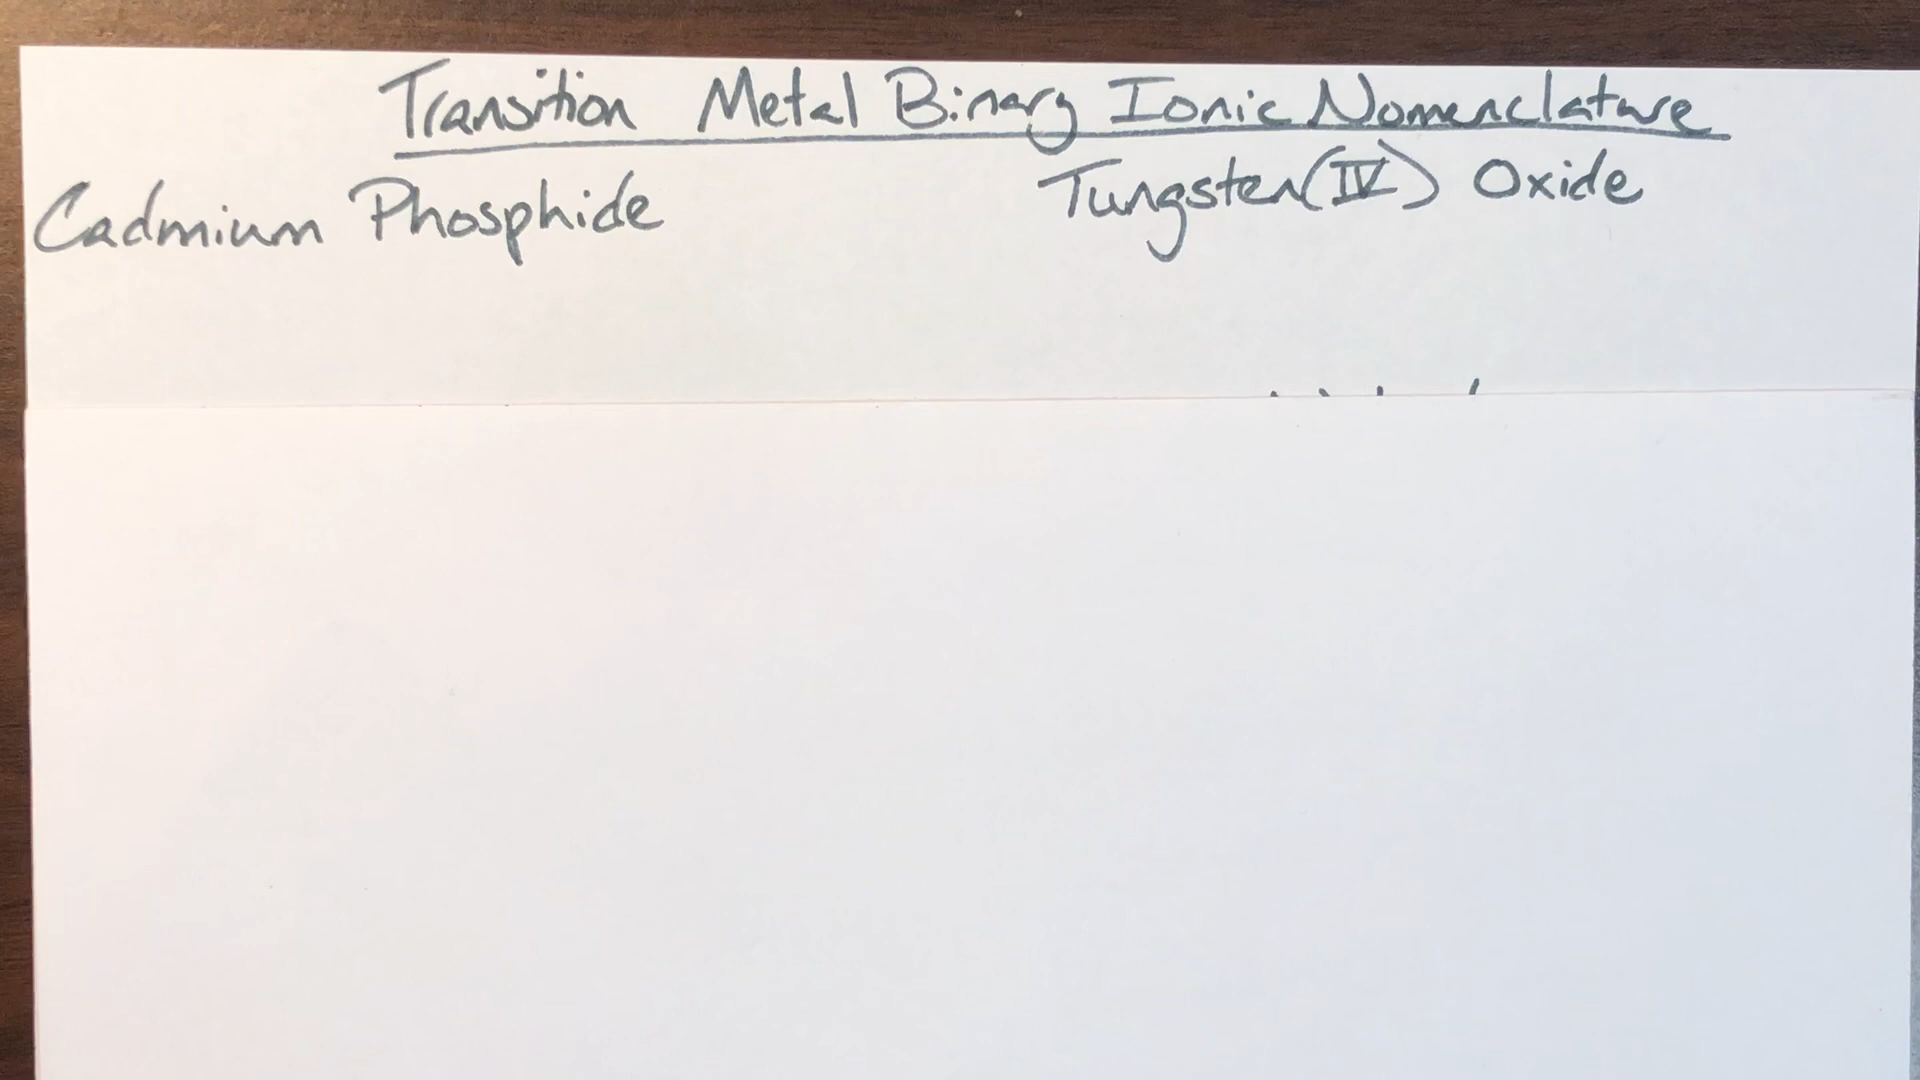 Transition Metal Binary Ionic Nomenclature
Cadmium Phosphide
Tungsten(IV) Oxide